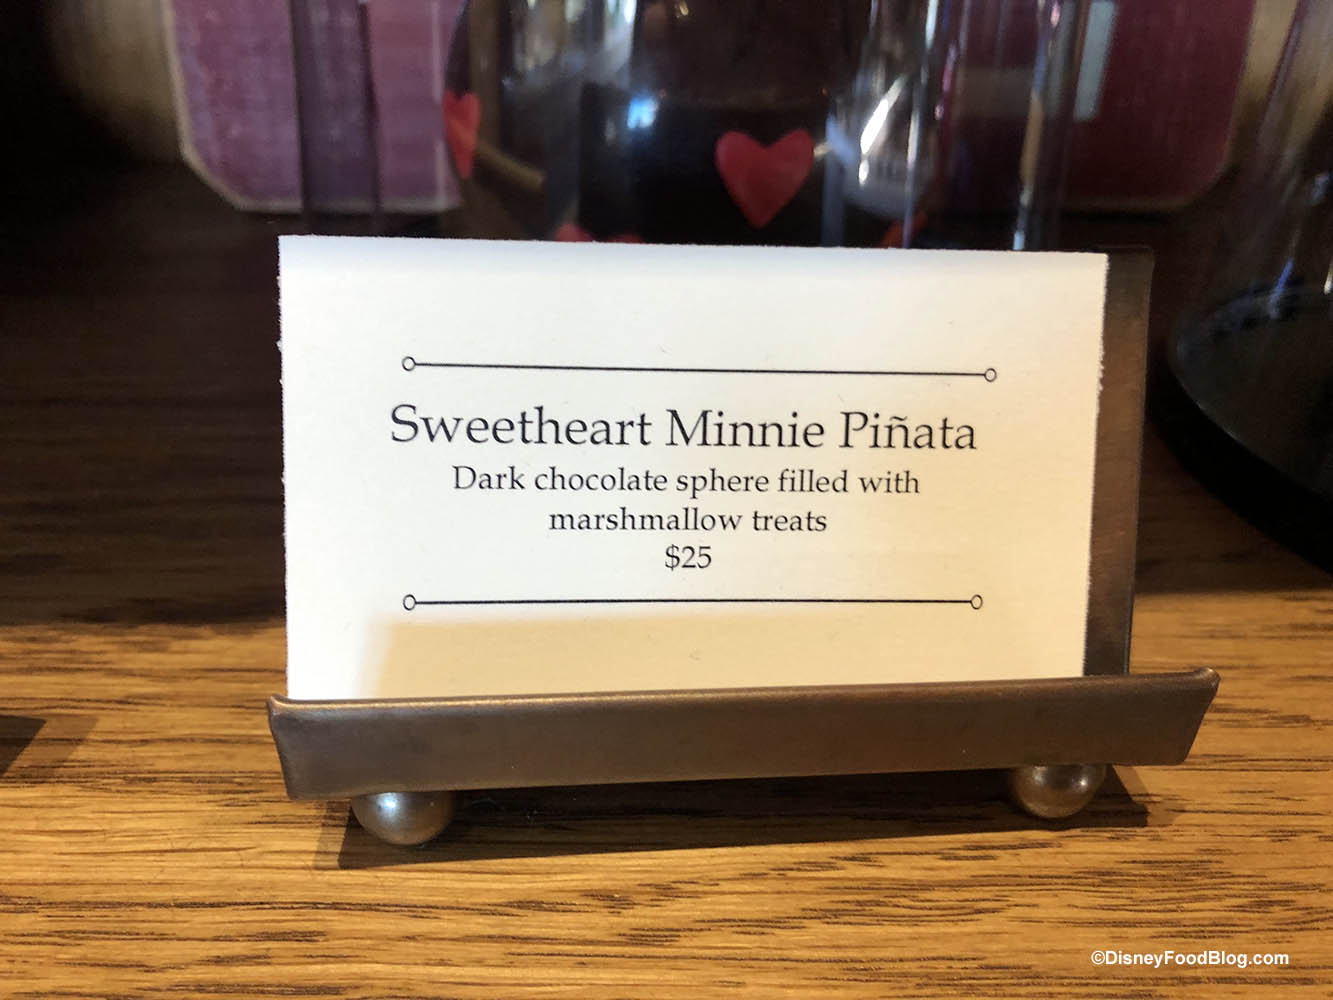 Sweetheart Minnie Piñata
Dark chocolate sphere filled with
marshmallow treats
$25
©DisneyFoodBlog.com